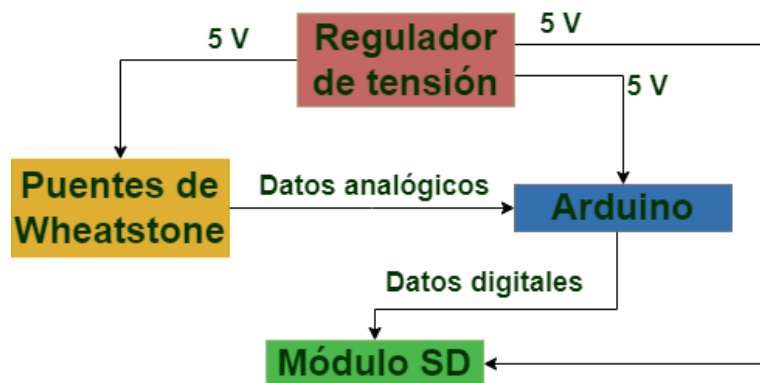 5 V
Regulador
de tensión
5 V
5 V
Puentes de
Wheatstone
Datos analógicos
Arduino
Datos digitales
Módulo SD